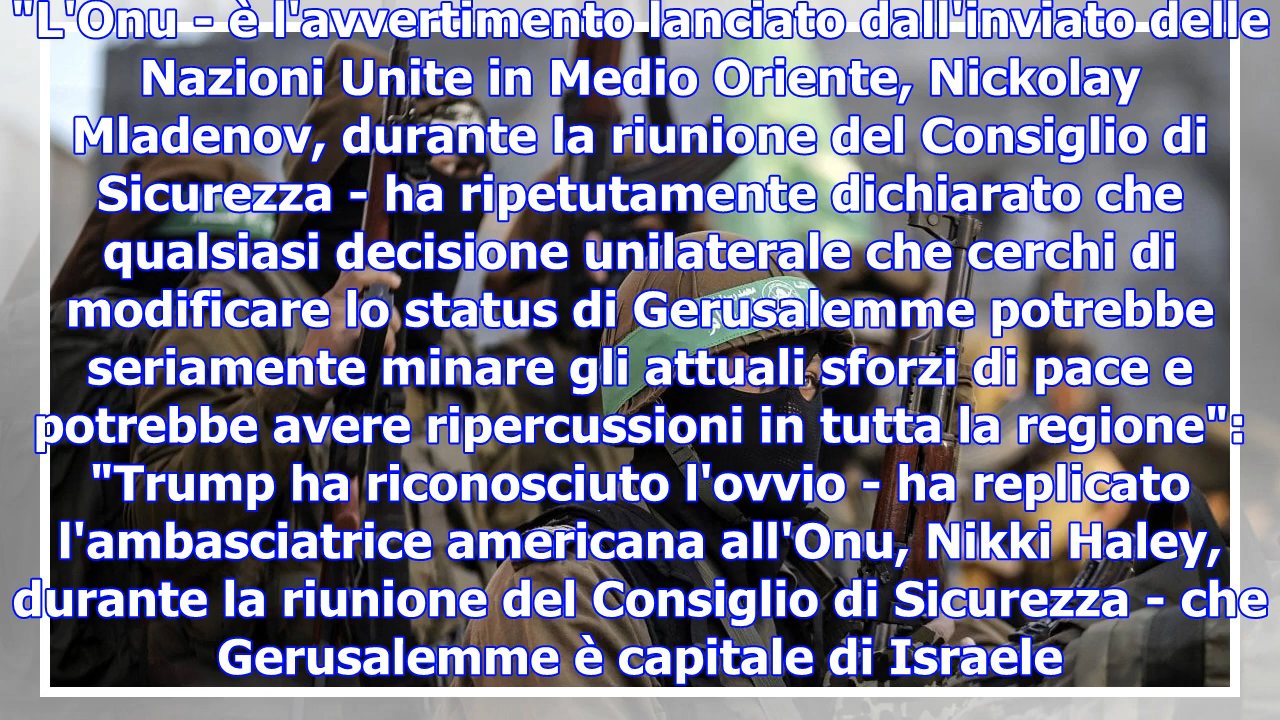 "L'Onu - è l'avvertimento lanciato dall'inviato delle
Nazioni Unite in Medio Oriente, Nickolay
Mladenov, durante la riunione del Consiglio di
Sicurezza - ha ripetutamente dichiarato che
qualsiasi decisione unilaterale che cerchi di
modificare lo status di Gerusalemme potrebbe
seriamente minare gli attuali sforzi di pace e
potrebbe avere ripercussioni in tutta la regione":
"Trump ha riconosciuto l'ovvio - ha replicato
l'ambasciatrice americana all'Onu, Nikki Haley,
durante la riunione del Consiglio di Sicurezza - che
Gerusalemme è capitale di Israele